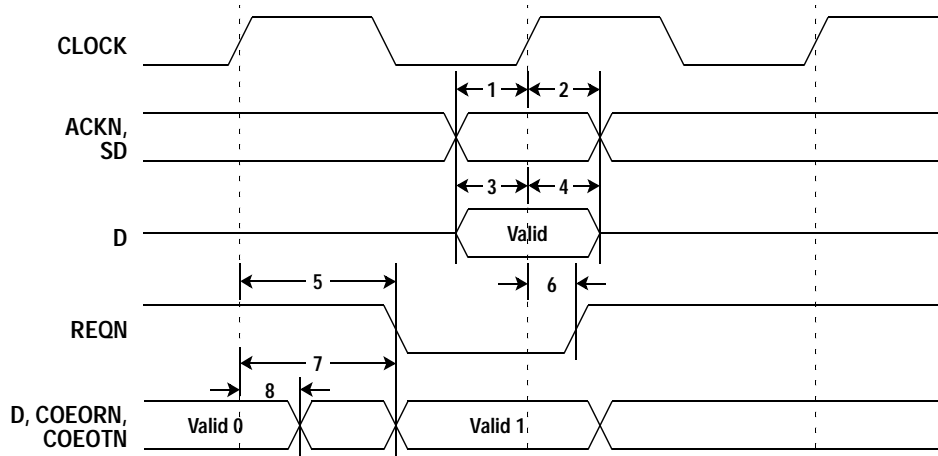 CLOCK
1 2
ACKN,
SD
3 4
D
Valid
5 6
REQN
7
8
D, COEORN,
COEOTN
Valid 0 Valid 1